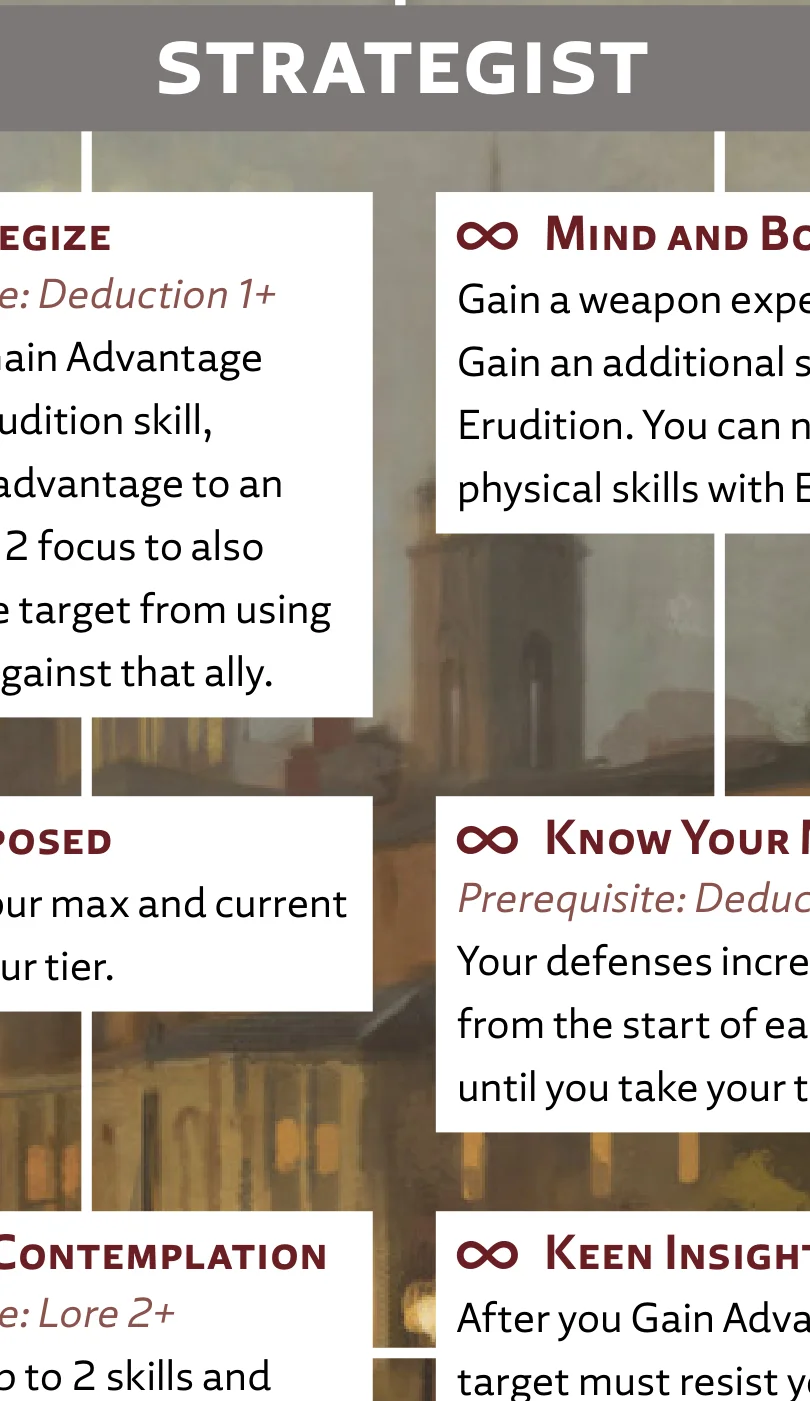 STRATEGIST
EGIZE
e: Deduction 1+
ain Advantage
udition skill,
advantage to an
2 focus to also
e target from using
gainst that ally.
POSED
our max and current
ur tier.
CONTEMPLATION
e: Lore 2+
p to 2 skills and
∞ MIND AND BO
Gain a weapon expe
Gain an additional s
Erudition. You can n
physical skills with E
∞ KNOW YOUR M
Prerequisite: Deduc
Your defenses incre
from the start of ea
until you take your t
∞ KEEN INSIGHT
After you Gain Adva
target must resist yo